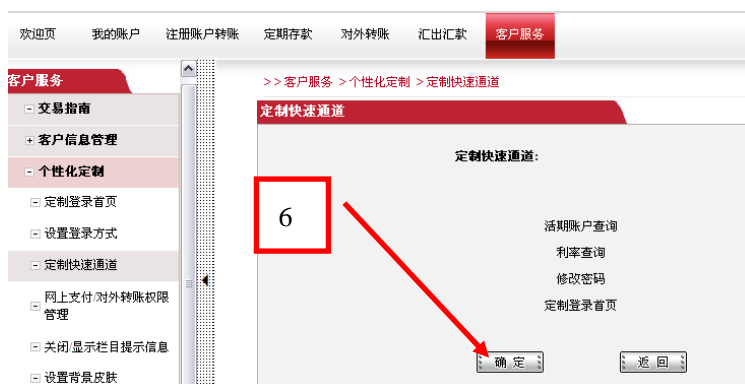 欢迎页 我的账户 注册账户转账 定期存款 对外转账 汇出汇款 客户服务
客户服务
交易指南
客户信息管理
个性化定制
定制登录首页
设置登录方式
定制快速通道
网上支付/对外转账权限
管理
关闭/显示栏目提示信息
设置背景皮肤
>>客户服务 >个性化定制 >定制快速通道
定制快速通道
定制快速通道:
6
活期账户查询
利率查询
修改密码
定制登录首页
确 定 返 回